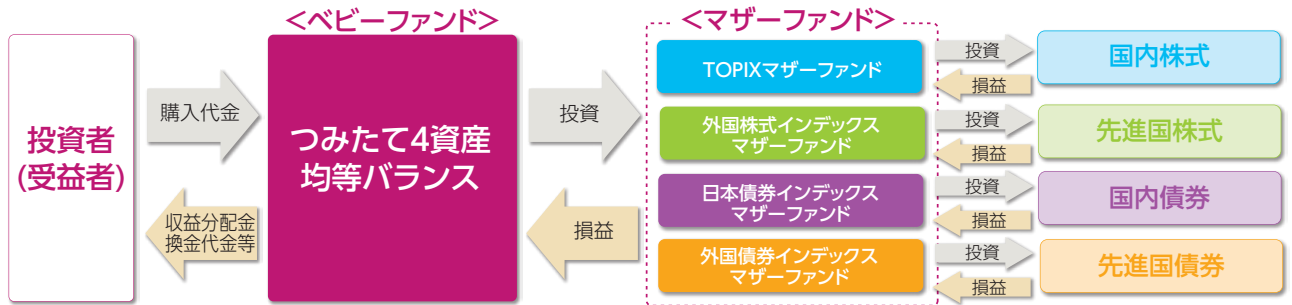 <ベビーファンド>
<マザーファンド>
投資者
(受益者)
購入代金
収益分配金
換金代金等
つみたて4資産
均等バランス
投資
損益
TOPIXマザーファンド
投資
損益
国内株式
外国株式インデックス
マザーファンド
投資
損益
先進国株式
日本債券インデックス
マザーファンド
投資
損益
国内債券
外国債券インデックス
マザーファンド
投資
損益
先進国債券